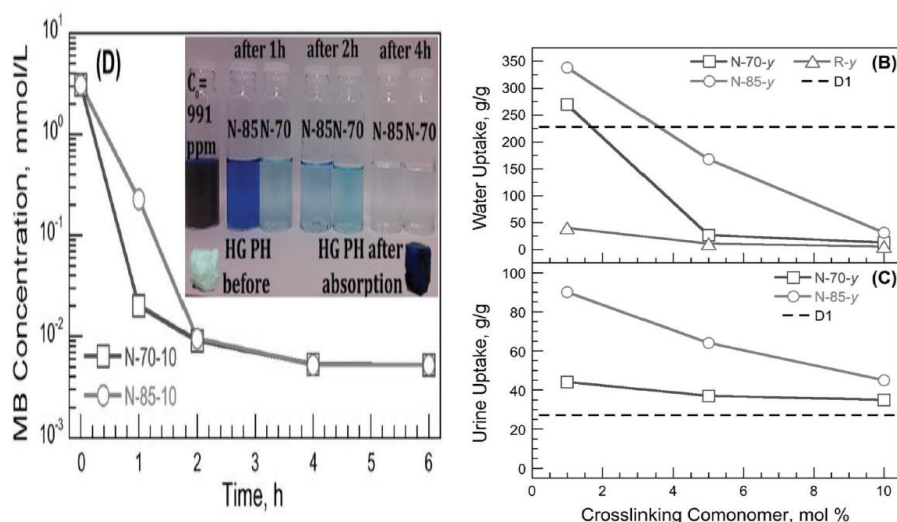 MB Concentration, mmol/L
10¹
10⁰
10⁻¹
10⁻²
10⁻³
(D)
after 1h after 2h after 4h
C₀ =
991
ppm
N-85 N-70 N-85 N-70 N-85 N-70
HG PH HG PH after
before absorption
N-70-10
N-85-10
0 1 2 3 4 5 6
Time, h
Water Uptake, g/g
350
300
250
200
150
100
50
0
N-70-y R-y (B)
N-85-y D1
Urine Uptake, g/g
100
80
60
40
20
0
N-70-y (C)
N-85-y
D1
0 2 4 6 8 10
Crosslinking Comonomer, mol %